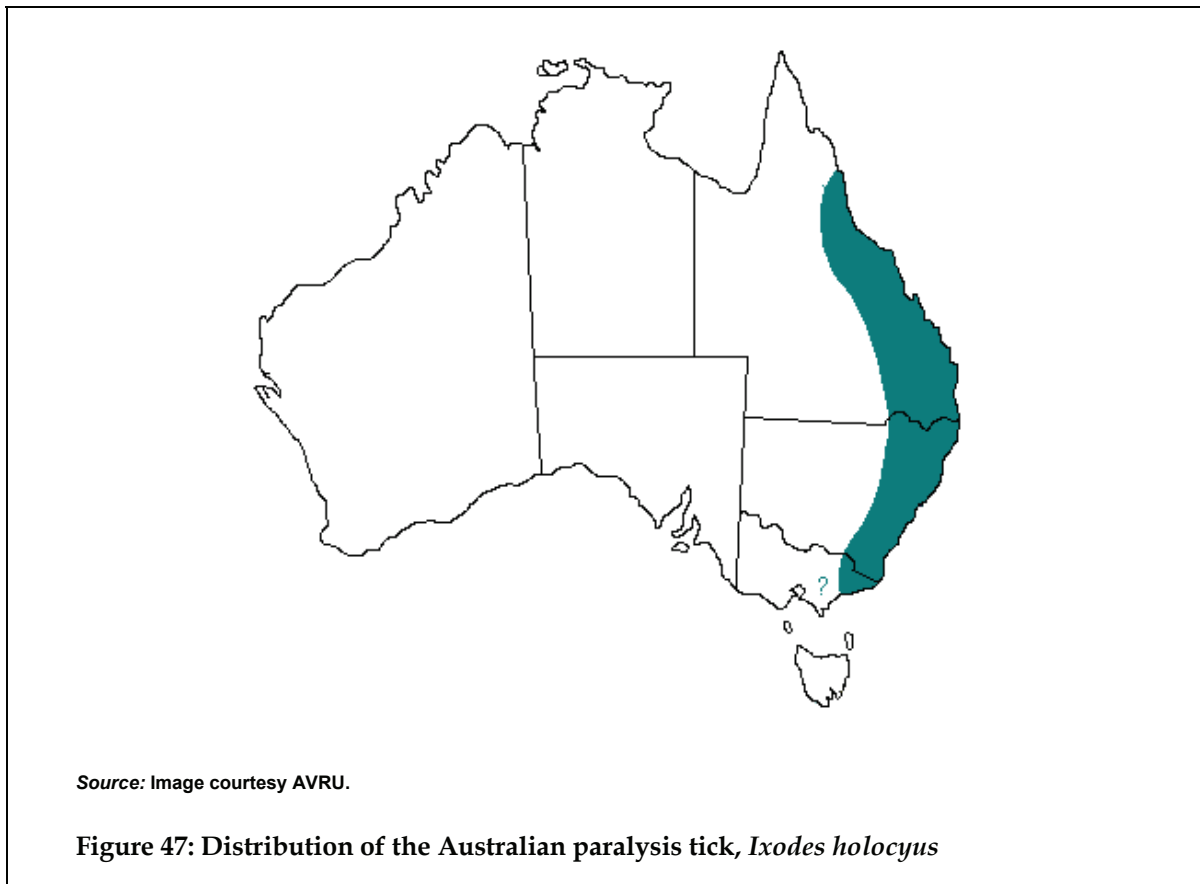 ?
Source: Image courtesy AVRU.
Figure 47: Distribution of the Australian paralysis tick, Ixodes holocyus